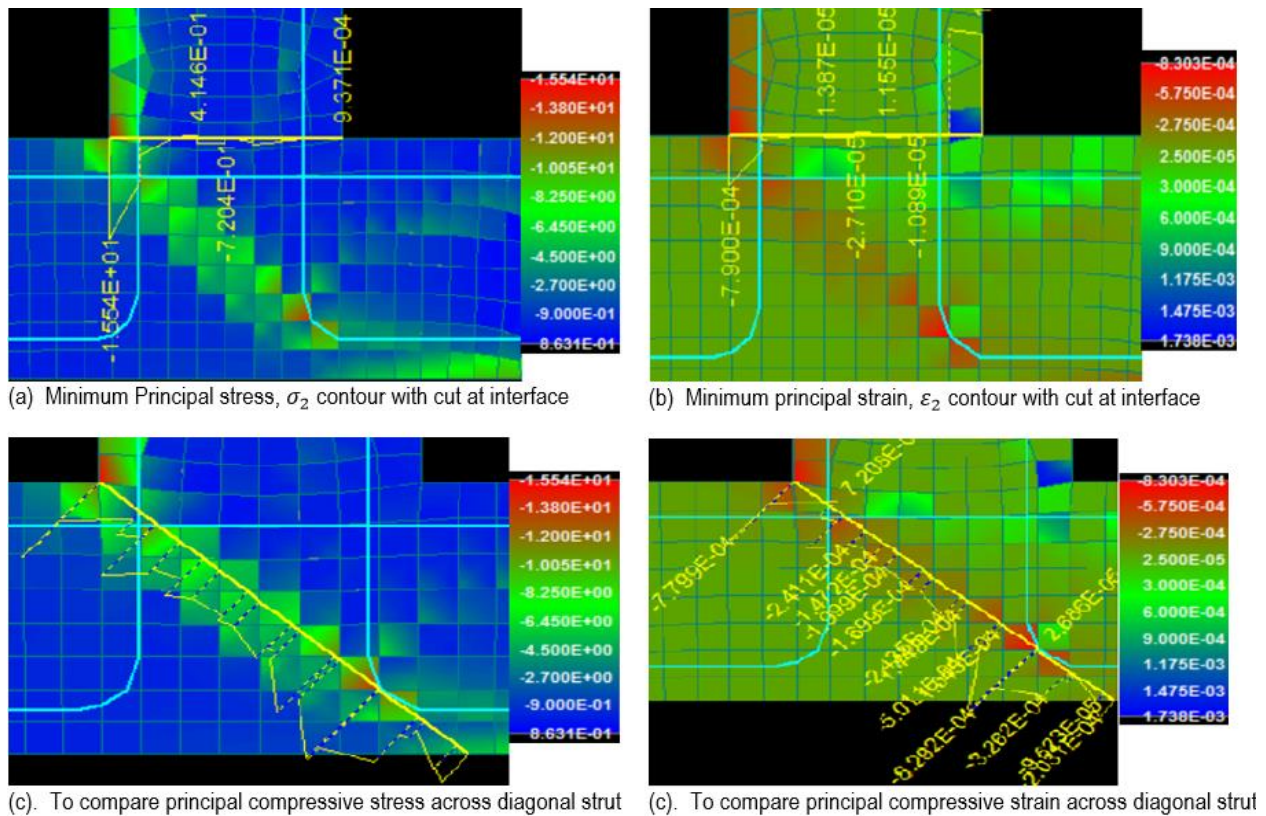 4.146E-01
9.371E-04
-7.204E-01
-1.554E+01
-1.554E+01
-1.380E+01
-1.200E+01
-1.005E+01
-8.250E+00
-6.450E+00
-4.500E+00
-2.700E+00
-9.000E-01
8.631E-01
(a) Minimum Principal stress, σ₂ contour with cut at interface
1.387E-05
1.155E-05
-7.900E-04
-2.710E-05
-1.089E-05
-8.303E-04
-5.750E-04
-2.750E-04
2.500E-05
3.000E-04
6.000E-04
9.000E-04
1.175E-03
1.475E-03
1.738E-03
(b) Minimum principal strain, ε₂ contour with cut at interface
-1.554E+01
-1.380E+01
-1.200E+01
-1.005E+01
-8.250E+00
-6.450E+00
-4.500E+00
-2.700E+00
-9.000E-01
8.631E-01
(c). To compare principal compressive stress across diagonal strut
-7.799E-04
-2.411E-04
-1.699E-04
-6.292E-04
-3.262E-04
-8.303E-04
-5.750E-04
-2.750E-04
2.500E-05
3.000E-04
6.000E-04
9.000E-04
1.175E-03
1.475E-03
1.738E-03
(c). To compare principal compressive strain across diagonal strut